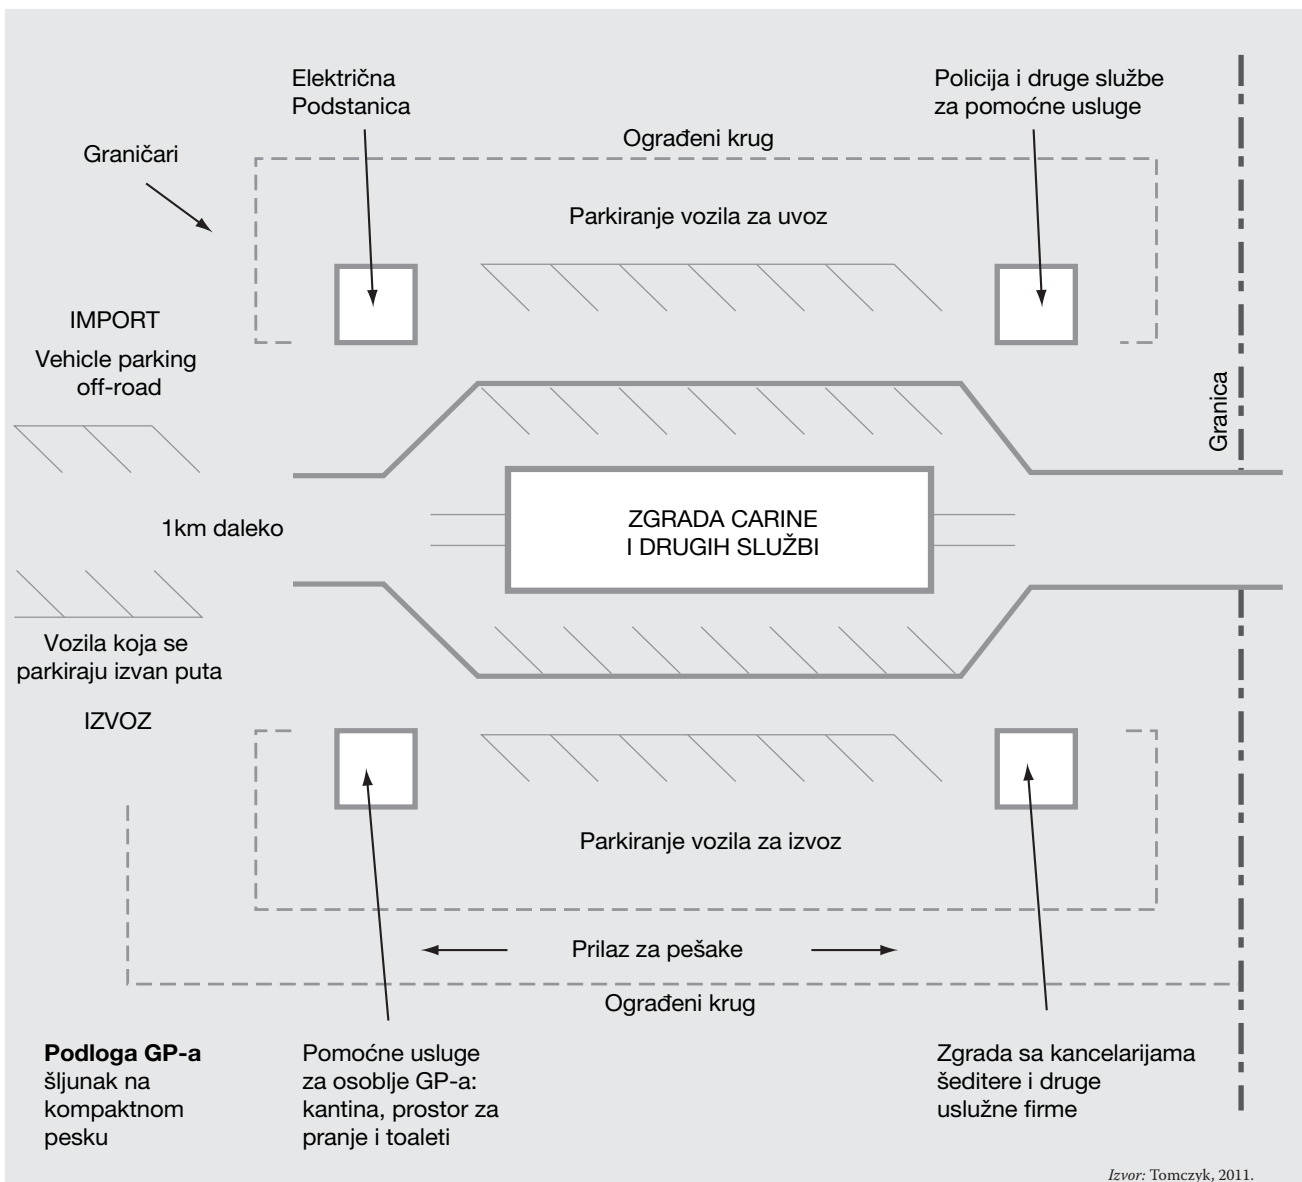 Električna
Podstanica
Policija i druge službe
za pomoćne usluge
Ograđeni krug
Graničari
Parkiranje vozila za uvoz
IMPORT
Vehicle parking
off-road
Granica
1km daleko
ZGRADA CARINE
I DRUGIH SLUŽBI
Vozila koja se
parkiraju izvan puta
IZVOZ
Parkiranje vozila za izvoz
Prilaz za pešake
Ograđeni krug
Podloga GP-a
šljunak na
kompaktnom
pesku
Pomoćne usluge
za osoblje GP-a:
kantina, prostor za
pranje i toaleti
Zgrada sa kancelarijama
šeditere i druge
uslužne firme
Izvor: Tomczyk, 2011.